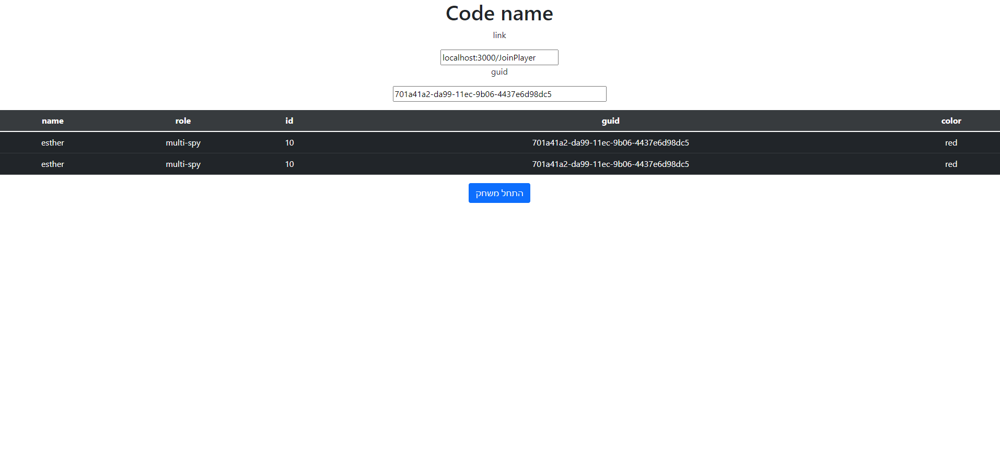 Code name
link
localhost:3000/JoinPlayer
guid
701a41a2-da99-11ec-9b06-4437e6d98dc5
name role id guid color
esther multi-spy 10 701a41a2-da99-11ec-9b06-4437e6d98dc5 red
esther multi-spy 10 701a41a2-da99-11ec-9b06-4437e6d98dc5 red
התחל משחק